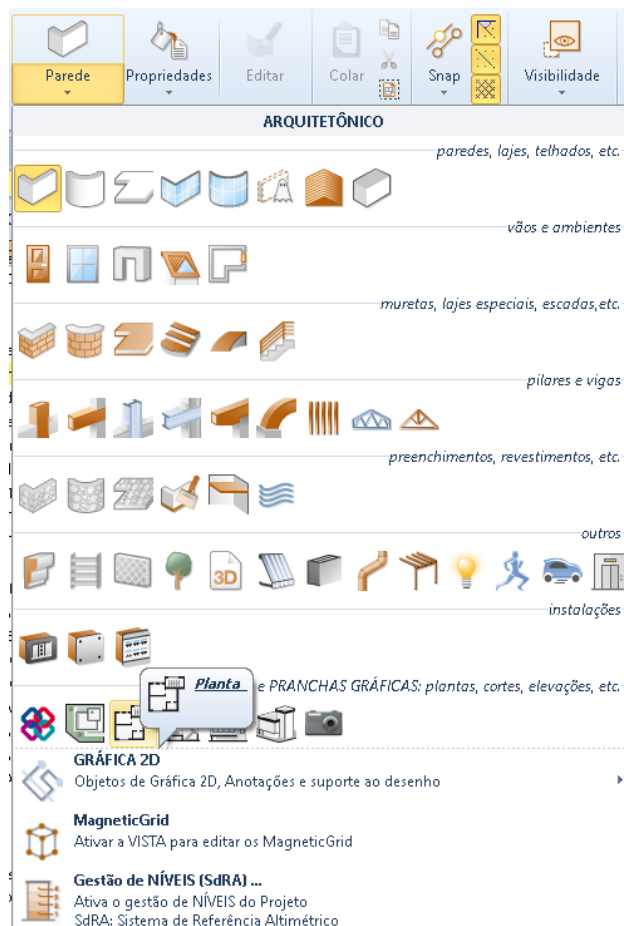 Parede
Propriedades
Editar
Colar
Snap
Visibilidade
ARQUITETÔNICO
paredes, lajes, telhados, etc.
vãos e ambientes
muretas, lajes especiais, escadas,etc.
pilares e vigas
preenchimentos, revestimentos, etc.
outros
3D
instalações
Planta
e PRANCHAS GRÁFICAS: plantas, cortes, elevações, etc.
GRÁFICA 2D
Objetos de Gráfica 2D, Anotações e suporte ao desenho
MagneticGrid
Ativar a VISTA para editar os MagneticGrid
Gestão de NÍVEIS (SdRA) ...
Ativa o gestão de NÍVEIS do Projeto
SdRA: Sistema de Referência Altimétrico